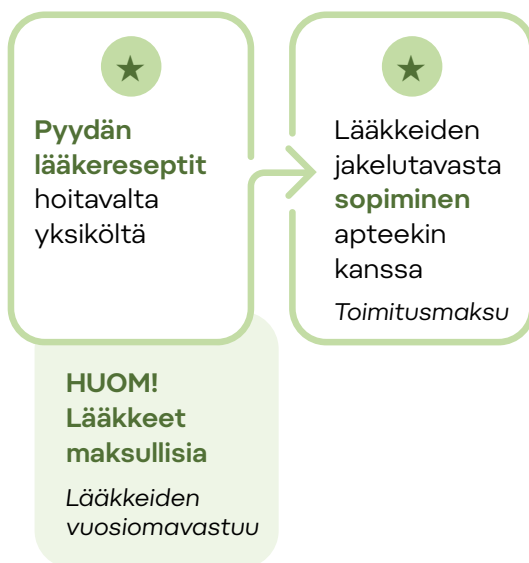 Pyydän
lääkereseptit
hoitavalta
yksiköltä
HUOM!
Lääkkeet
maksullisia
Lääkkeiden
vuosiomavastuu
Lääkkeiden
jakelutavasta
sopiminen
apteekin
kanssa
Toimitusmaksu